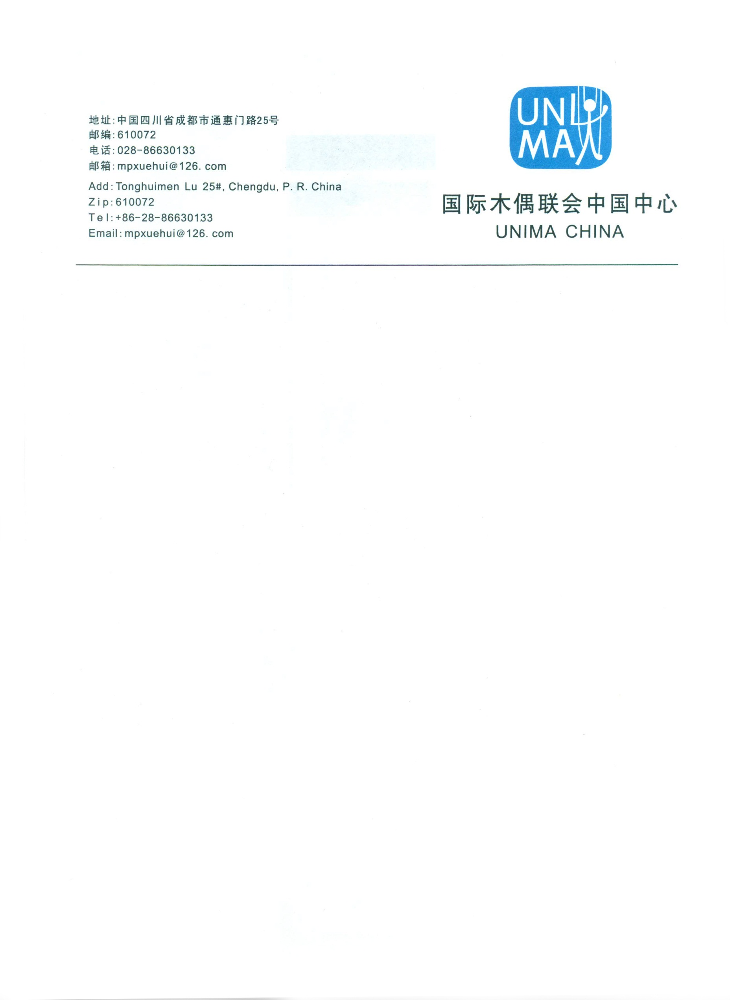 地址:中国四川省成都市通惠门路25号
邮编:610072
电话:028-86630133
邮箱:mpxuehui@126. com
Add:Tonghuimen Lu 25#, Chengdu, P. R. China
Zip:610072
Tel:+86-28-86630133
Email:mpxuehui@126. com
UNI
MA
国际木偶联会中国中心
UNIMA CHINA